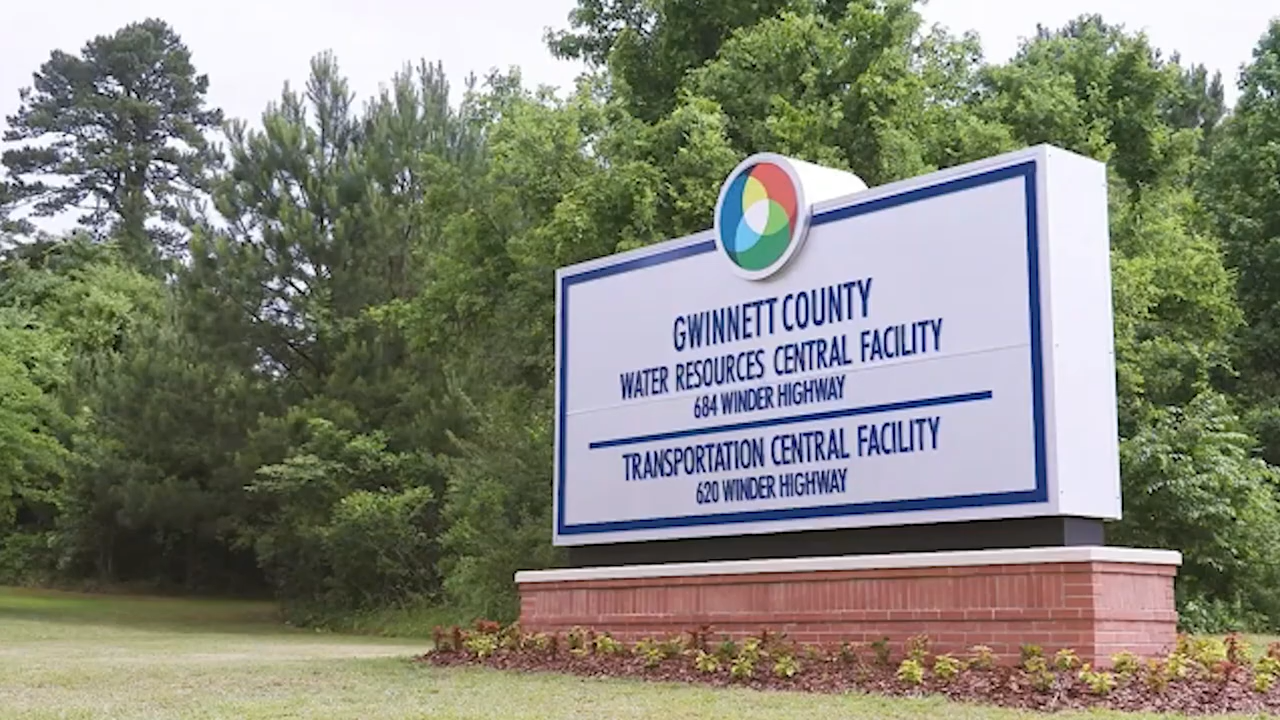 GWINNETT COUNTY
WATER RESOURCES CENTRAL FACILITY
684 WINDER HIGHWAY
TRANSPORTATION CENTRAL FACILITY
620 WINDER HIGHWAY